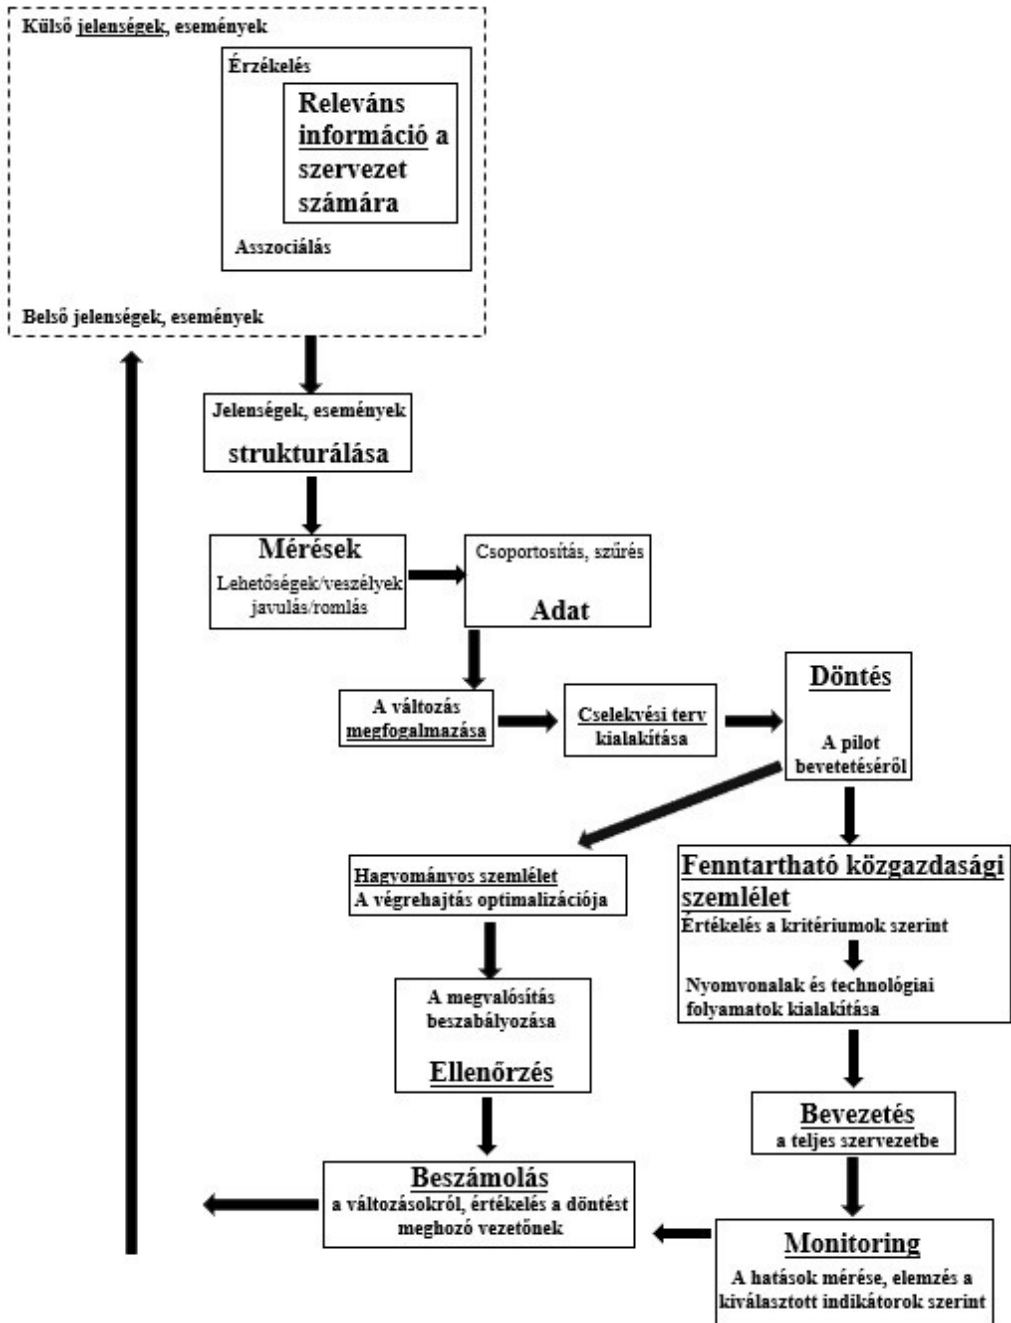 Külső jelenségek, események
Érzékelés
Releváns
információ a
szervezet
számára
Asszociálás
Belső jelenségek, események
Jelenségek, események
strukturálása
Mérések
Lehetőségek/veszélyek
javulás/romlás
Csoportosítás, szűrés
Adat
A változás
megfogalmazása
Cselekvési terv
kialakítása
Döntés
A pilot
bevetetéséről
Hagyományos szemlélet
A végrehajtás optimalizációja
A megvalósítás
beszabályozása
Ellenőrzés
Fenntartható közgazdasági
szemlélet
Értékelés a kritériumok szerint
Nyomvonalak és technológiai
folyamatok kialakítása
Bevezetés
a teljes szervezetbe
Monitoring
A hatások mérése, elemzés a
kiválasztott indikátorok szerint
Beszámolás
a változásokról, értékelés a döntést
meghozó vezetőnek